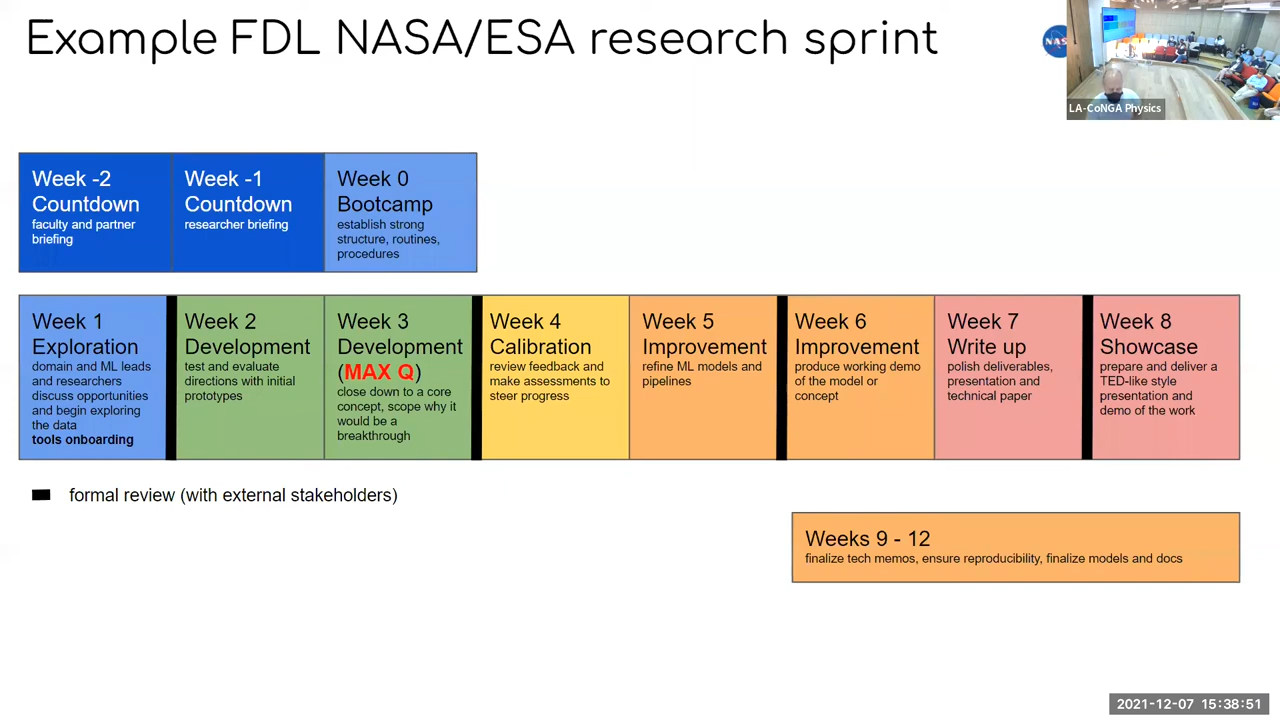 Example FDL NASA/ESA research sprint
NAS
LA-CoNGA Physics
Week -2
Countdown
faculty and partner
briefing
Week -1
Countdown
researcher briefing
Week 0
Bootcamp
establish strong
structure, routines,
procedures
Week 1
Exploration
domain and ML leads
and researchers
discuss opportunities
and begin exploring
the data
tools onboarding
Week 2
Development
test and evaluate
directions with initial
prototypes
Week 3
Development
(MAX Q)
close down to a core
concept, scope why it
would be a
breakthrough
Week 4
Calibration
review feedback and
make assessments to
steer progress
Week 5
Improvement
refine ML models and
pipelines
Week 6
Improvement
produce working demo
of the model or
concept
Week 7
Write up
polish deliverables,
presentation and
technical paper
Week 8
Showcase
prepare and deliver a
TED-like style
presentation and
demo of the work
formal review (with external stakeholders)
Weeks 9 - 12
finalize tech memos, ensure reproducibility, finalize models and docs
2021-12-07 15:38:51